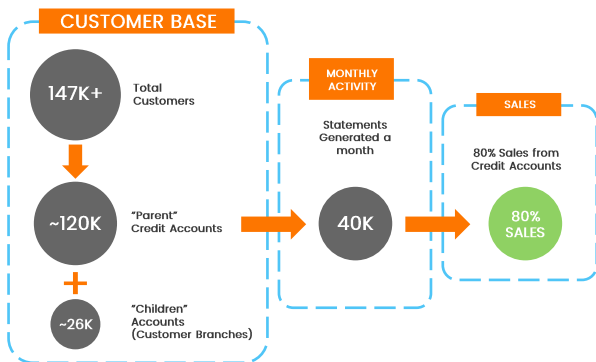 CUSTOMER BASE
147K+
Total
Customers
~120K
"Parent"
Credit Accounts
~26K
"Children"
Accounts
(Customer Branches)
MONTHLY
ACTIVITY
Statements
Generated a
month
40K
SALES
80% Sales from
Credit Accounts
80%
SALES